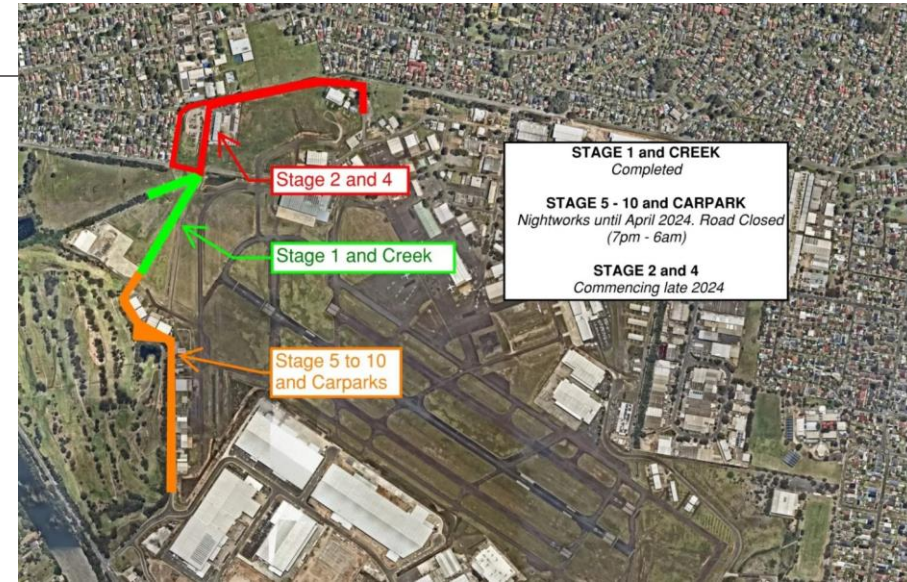 STAGE 1 and CREEK
Completed
STAGE 5 - 10 and CARPARK
Nightworks until April 2024. Road Closed
(7pm - 6am)
STAGE 2 and 4
Commencing late 2024
Stage 2 and 4
Stage 1 and Creek
Stage 5 to 10
and Carparks